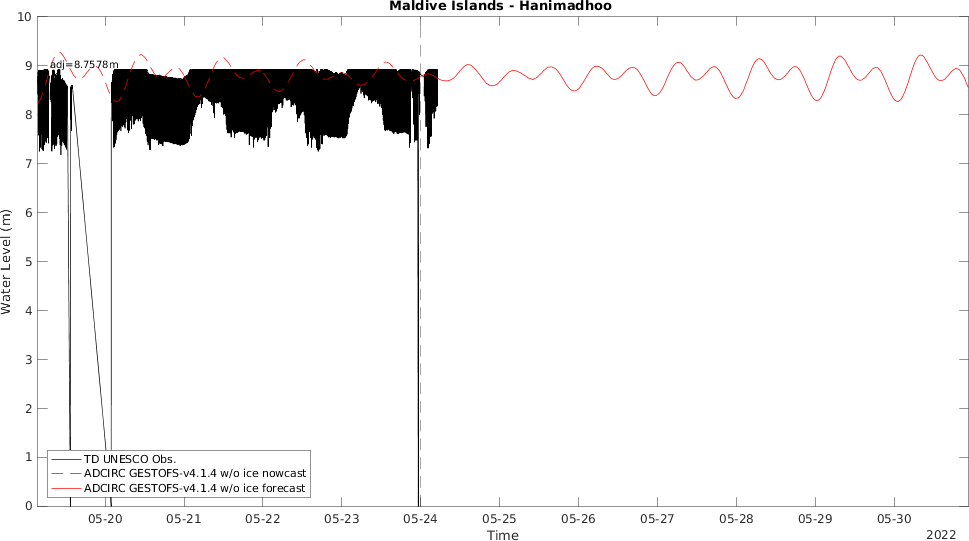 Maldive Islands - Hanimadhoo
10
9
8
7
6
5
4
3
2
1
0
Water Level (m)
adj=8.7578m
TD UNESCO Obs.
ADCIRC GESTOFS-v4.1.4 w/o ice nowcast
ADCIRC GESTOFS-v4.1.4 w/o ice forecast
05-20 05-21 05-22 05-23 05-24 05-25 05-26 05-27 05-28 05-29 05-30
Time
2022